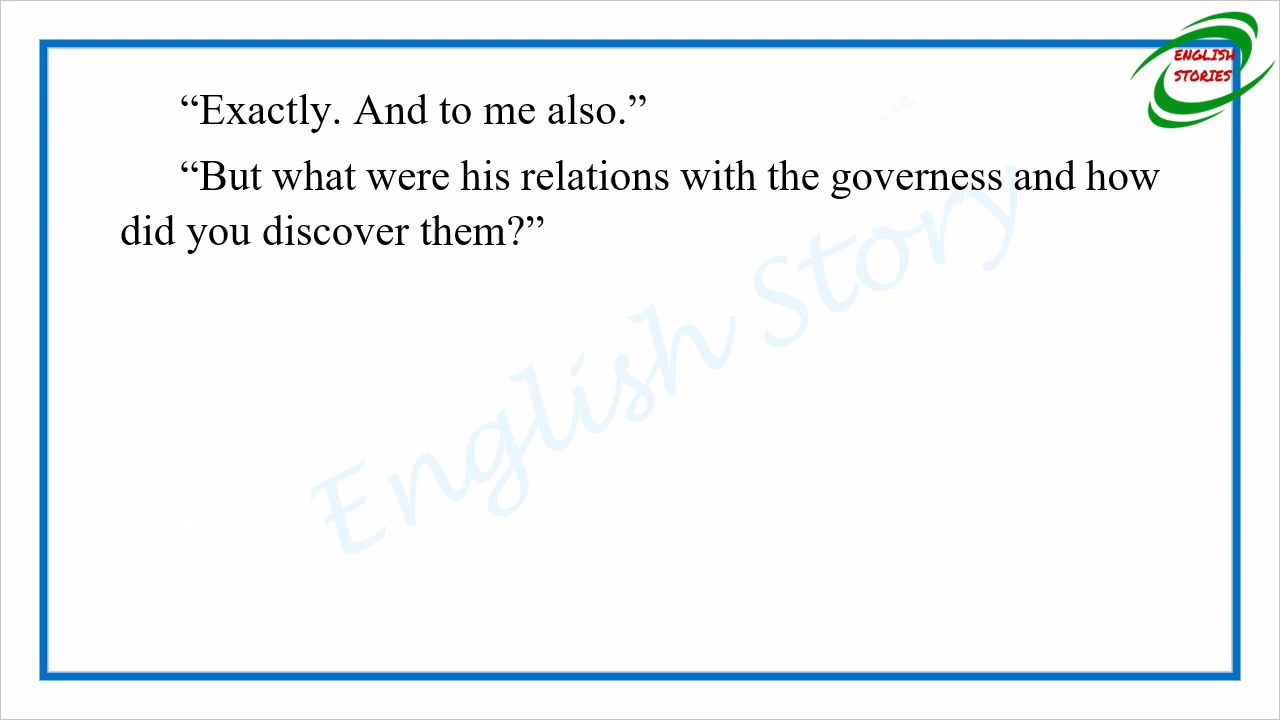 ENGLISH
STORIES
“Exactly. And to me also.”
“But what were his relations with the governess and how
did you discover them?”
English Story